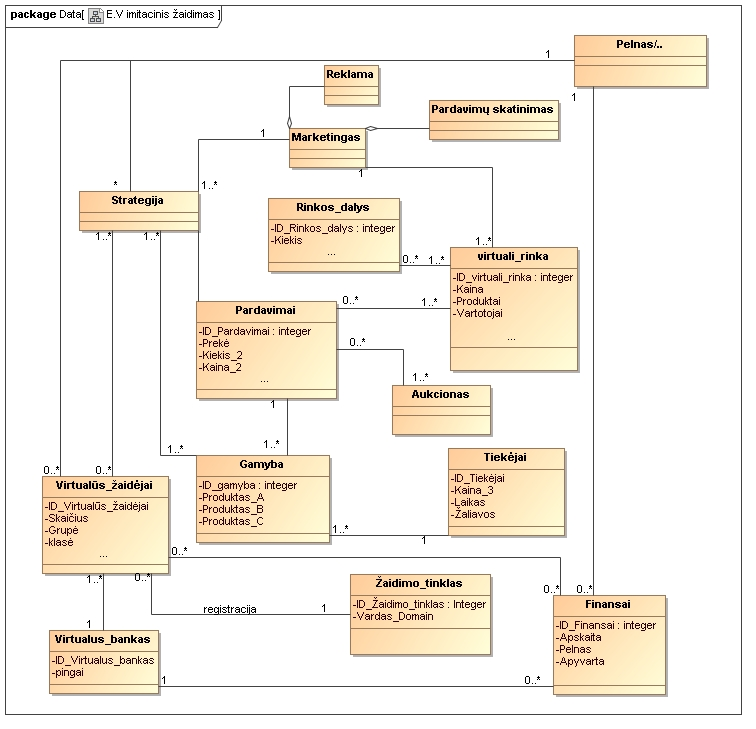 package Data[ E.V imitacinis žaidimas ]
Pelnas/..
1
1
Reklama
Pardavimų skatinimas
Marketingas
1
1
*
1..*
Strategija
1..*
1..*
Rinkos_dalys
-ID_Rinkos_dalys : integer
-Kiekis
...
0..*
1..*
1..*
virtuali_rinka
-ID_virtuali_rinka : integer
-Kaina
-Produktai
-Vartotojai
...
Pardavimai
-ID_Pardavimai : integer
-Prekė
-Kiekis_2
-Kaina_2
...
0..*
1..*
0..*
1..*
Aukcionas
1
1..*
1..*
Gamyba
-ID_gamyba : integer
-Produktas_A
-Produktas_B
-Produktas_C
1..*
1
Tiekėjai
-ID_Tiekėjai
-Kaina_3
-Laikas
-Žaliavos
0..*
0..*
Virtualūs_žaidėjai
-ID_Virtualūs_žaidėjai
-Skaičius
-Grupė
-klasė
...
0..*
1..*
0..*
registracija
1
Žaidimo_tinklas
-ID_Žaidimo_tinklas : Integer
-Vardas_Domain
0..*
0..*
Finansai
-ID_Finansai : integer
-Apskaita
-Pelnas
-Apyvarta
1
Virtualus_bankas
-ID_Virtualus_bankas
-pingai
1
0..*